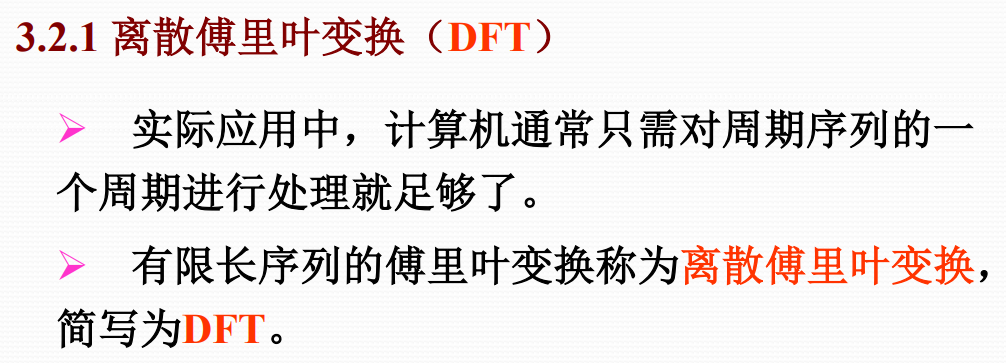 3.2.1 离散傅里叶变换（DFT）
实际应用中，计算机通常只需对周期序列的一
个周期进行处理就足够了。
有限长序列的傅里叶变换称为离散傅里叶变换，
简写为DFT。